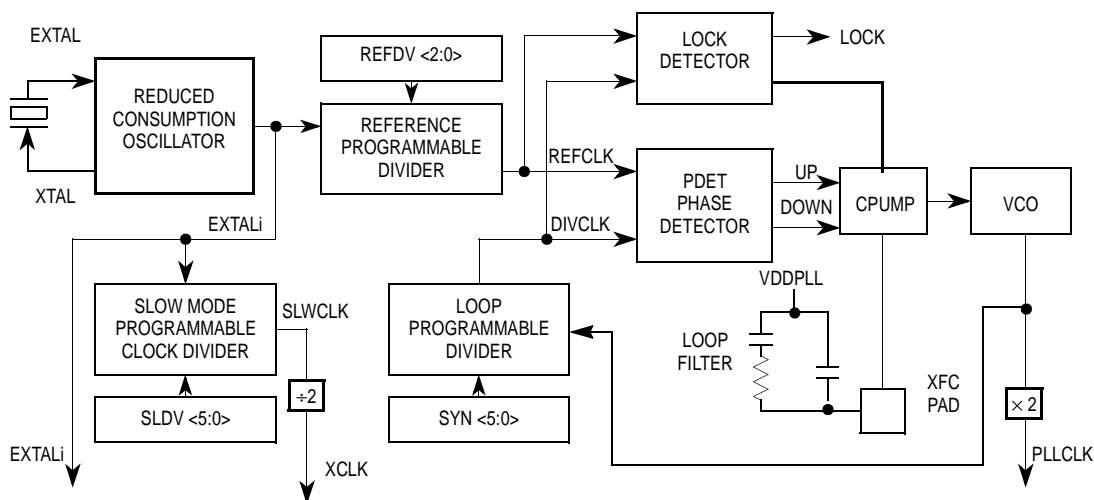 EXTAL
REDUCED
CONSUMPTION
OSCILLATOR
XTAL
REFDV <2:0>
REFERENCE
PROGRAMMABLE
DIVIDER
LOCK
DETECTOR
LOCK
REFCLK
DIVCLK
PDET
PHASE
DETECTOR
UP
DOWN
CPUMP
VCO
EXTALi
SLOW MODE
PROGRAMMABLE
CLOCK DIVIDER
SLWCLK
÷2
SLDV <5:0>
EXTALi
XCLK
LOOP
PROGRAMMABLE
DIVIDER
SYN <5:0>
VDDPLL
LOOP
FILTER
XFC
PAD
× 2
PLLCLK